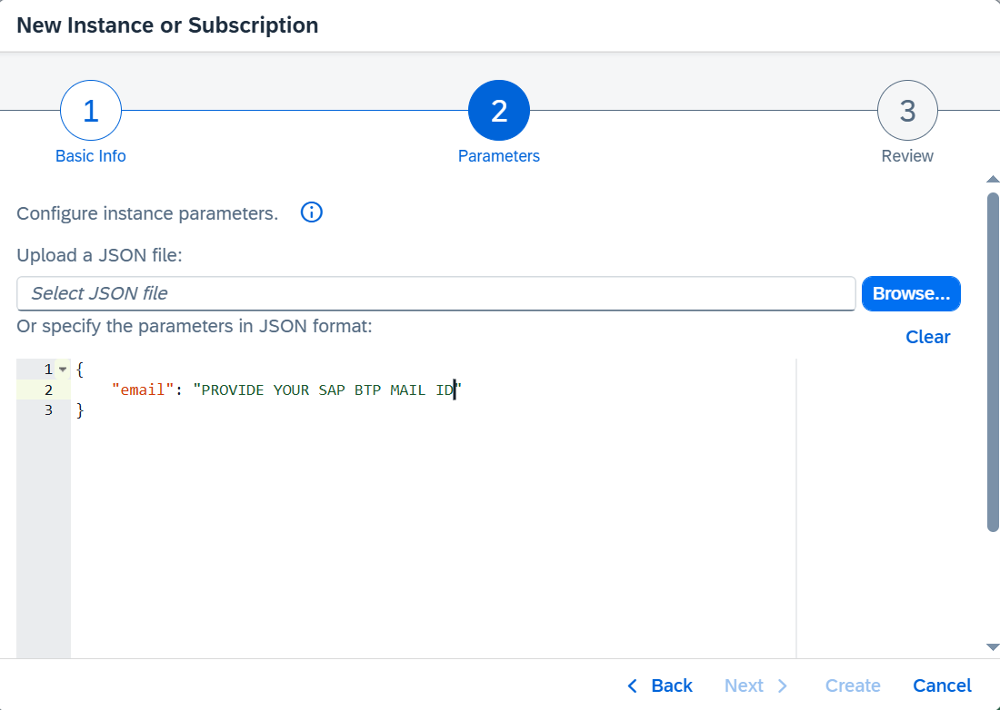 New Instance or Subscription
1
2
3
Basic Info
Parameters
Review
Configure instance parameters.
Upload a JSON file:
Select JSON file
Browse...
Or specify the parameters in JSON format:
Clear
1 {
2 "email": "PROVIDE YOUR SAP BTP MAIL ID"
3 }
Back
Next
Create
Cancel